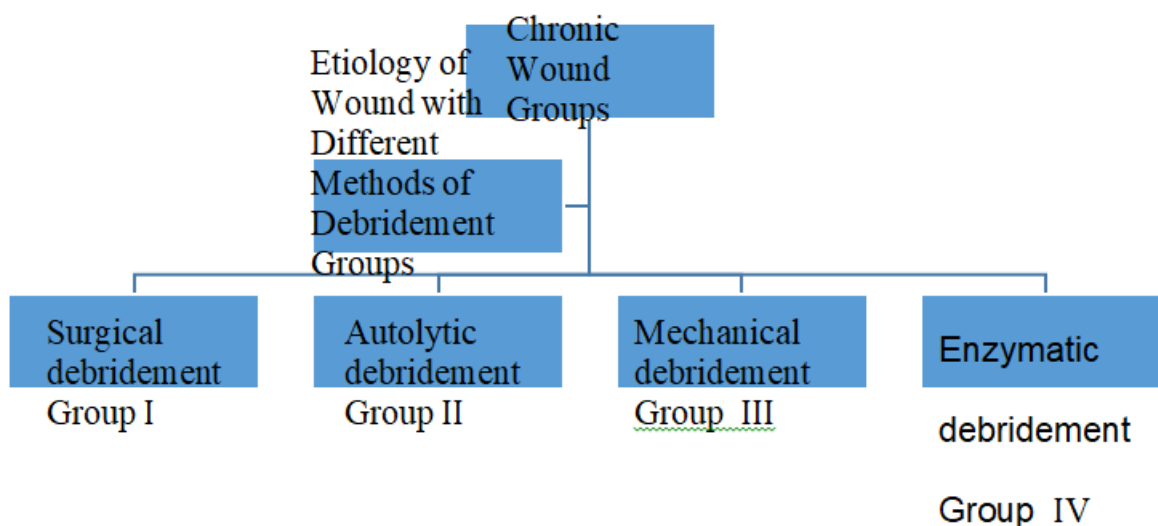 Chronic
Wound
Groups
Etiology of
Wound with
Different
Methods of
Debridement
Groups
Surgical
debridement
Group I
Autolytic
debridement
Group II
Mechanical
debridement
Group III
Enzymatic
debridement
Group IV